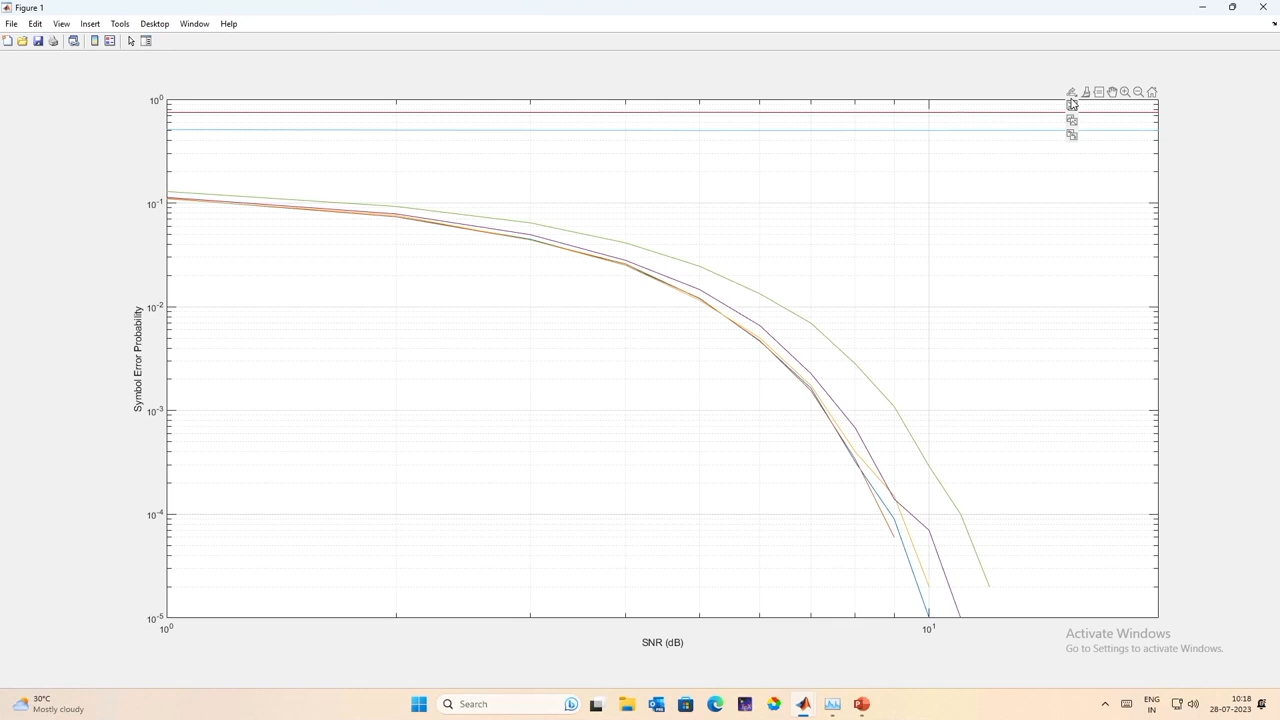 Figure 1
File Edit View Insert Tools Desktop Window Help
10^0
10^-1
10^-2
10^-3
10^-4
10^-5
Symbol Error Probability
10^0
10^1
SNR (dB)
Activate Windows
Go to Settings to activate Windows.
30°C
Mostly cloudy
Search
ENG
IN
10:18
28-07-2023